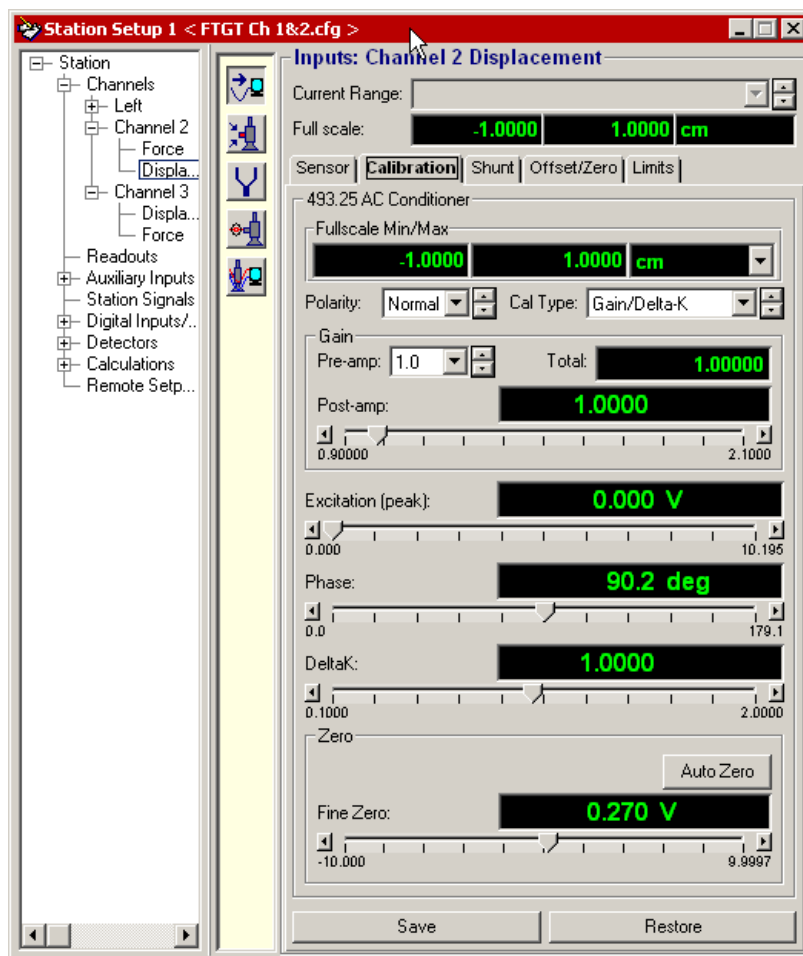 Station Setup 1 < FTGT Ch 1&2.cfg >
Station
Channels
Left
Channel 2
Force
Displa...
Channel 3
Displa...
Force
Readouts
Auxiliary Inputs
Station Signals
Digital Inputs/..
Detectors
Calculations
Remote Setp...
Inputs: Channel 2 Displacement
Current Range:
Full scale: -1.0000 1.0000 cm
Sensor Calibration Shunt Offset/Zero Limits
493.25 AC Conditioner
Fullscale Min/Max
-1.0000 1.0000 cm
Polarity: Normal Cal Type: Gain/Delta-K
Gain
Pre-amp: 1.0 Total: 1.00000
Post-amp: 1.0000
0.90000 2.1000
Excitation (peak): 0.000 V
0.000 10.195
Phase: 90.2 deg
0.0 179.1
DeltaK: 1.0000
0.1000 2.0000
Zero
Auto Zero
Fine Zero: 0.270 V
-10.000 9.9997
Save Restore